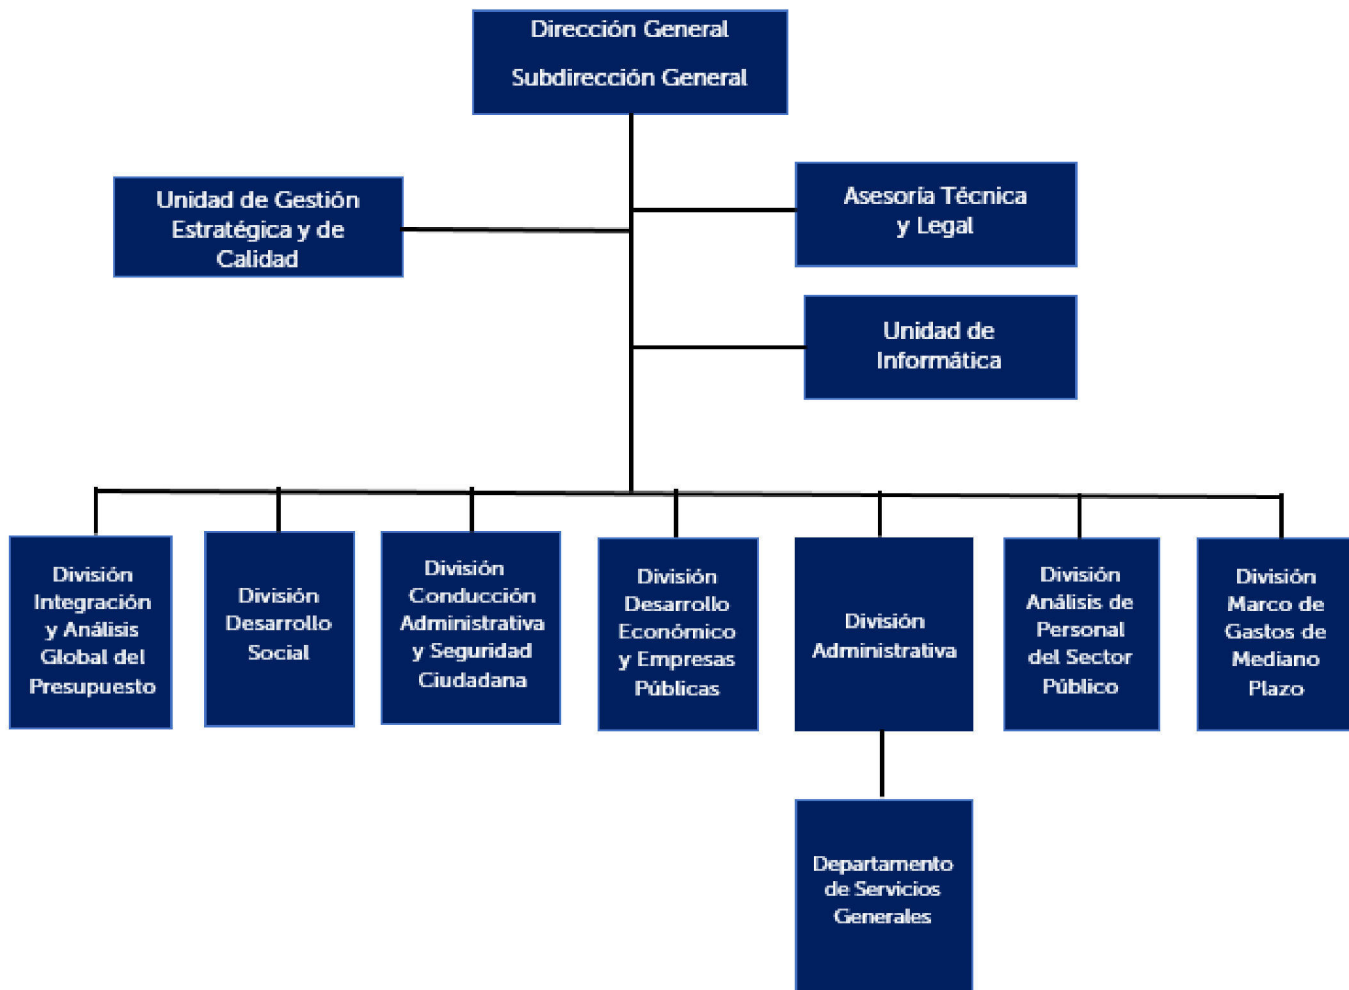 Dirección General
Subdirección General
Unidad de Gestión
Estratégica y de
Calidad
Asesoría Técnica
y Legal
Unidad de
Informática
División
Integración
y Análisis
Global del
Presupuesto
División
Desarrollo
Social
División
Conducción
Administrativa
y Seguridad
Ciudadana
División
Desarrollo
Económico
y Empresas
Públicas
División
Administrativa
División
Análisis de
Personal
del Sector
Público
División
Marco de
Gastos de
Mediano
Plazo
Departamento
de Servicios
Generales